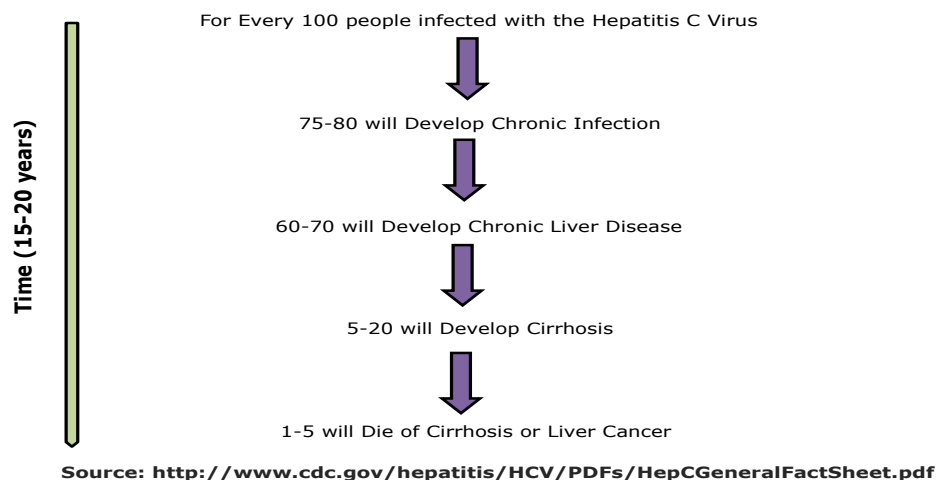 For Every 100 people infected with the Hepatitis C Virus
75-80 will Develop Chronic Infection
60-70 will Develop Chronic Liver Disease
5-20 will Develop Cirrhosis
1-5 will Die of Cirrhosis or Liver Cancer
Time (15-20 years)
Source: http://www.cdc.gov/hepatitis/HCV/PDFs/HepCGeneralFactSheet.pdf